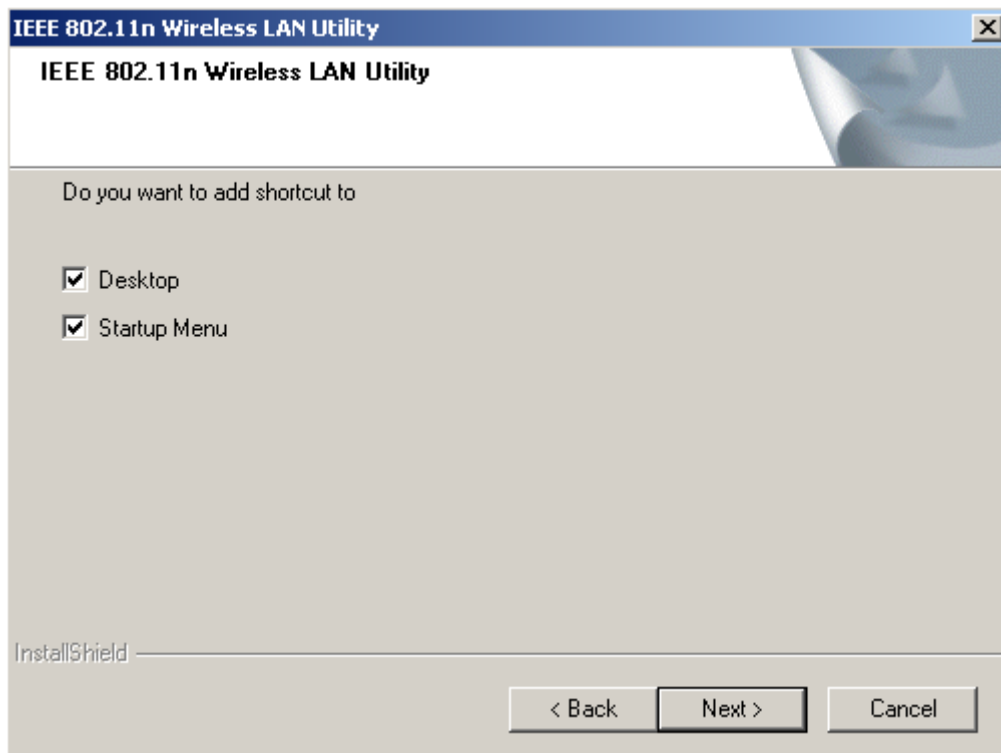 IEEE 802.11n Wireless LAN Utility
IEEE 802.11n Wireless LAN Utility
Do you want to add shortcut to
Desktop
Startup Menu
InstallShield
< Back Next > Cancel